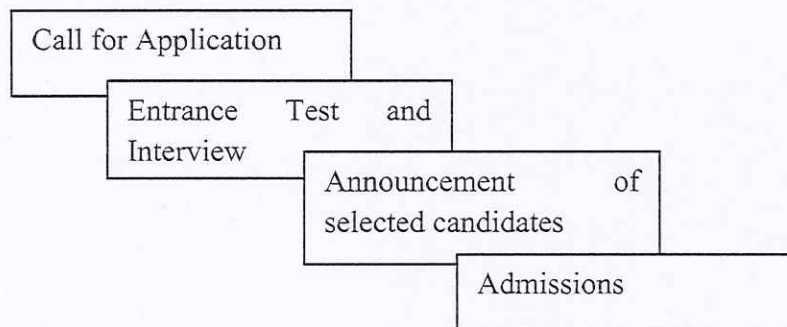 Call for Application
Entrance Test and
Interview
Announcement of
selected candidates
Admissions